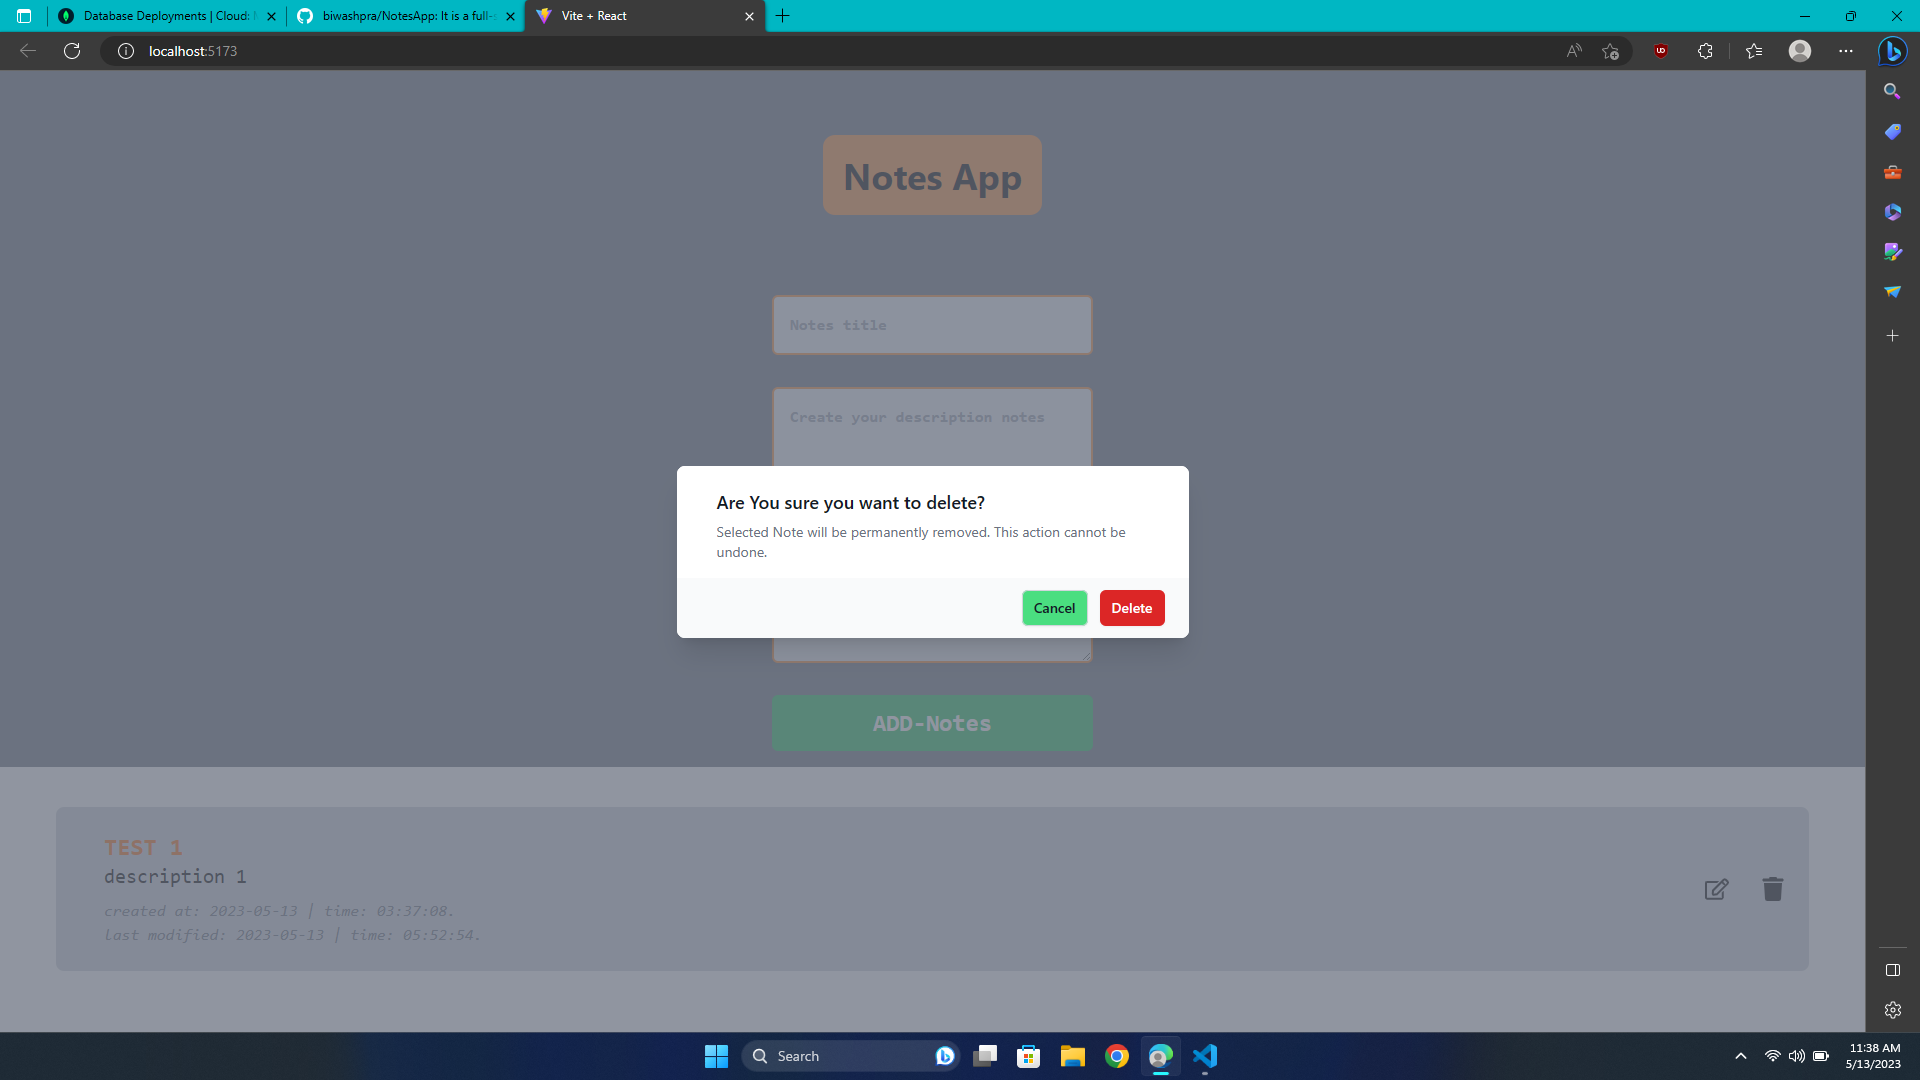 Database Deployments | Cloud:
biwashpra/NotesApp: It is a full-s
Vite + React
localhost:5173
Notes App
Notes title
Create your description notes
Are You sure you want to delete?
Selected Note will be permanently removed. This action cannot be
undone.
Cancel
Delete
ADD-Notes
TEST 1
description 1
created at: 2023-05-13 | time: 03:37:08.
last modified: 2023-05-13 | time: 05:52:54.
Search
11:38 AM
5/13/2023